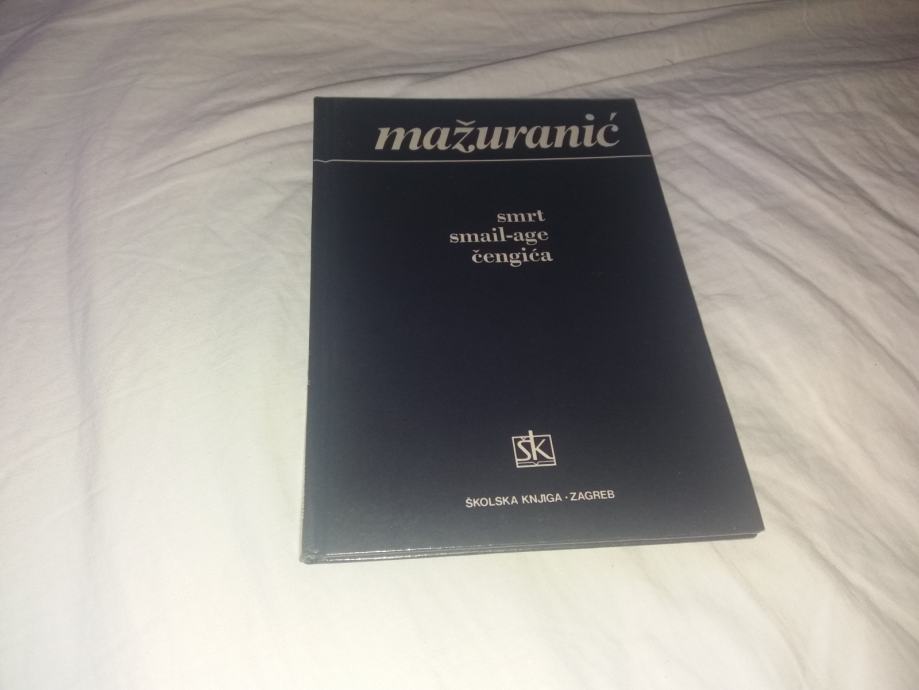 mažuranić
smrt
smail-age
čengića
šk
ŠKOLSKA KNJIGA · ZAGREB